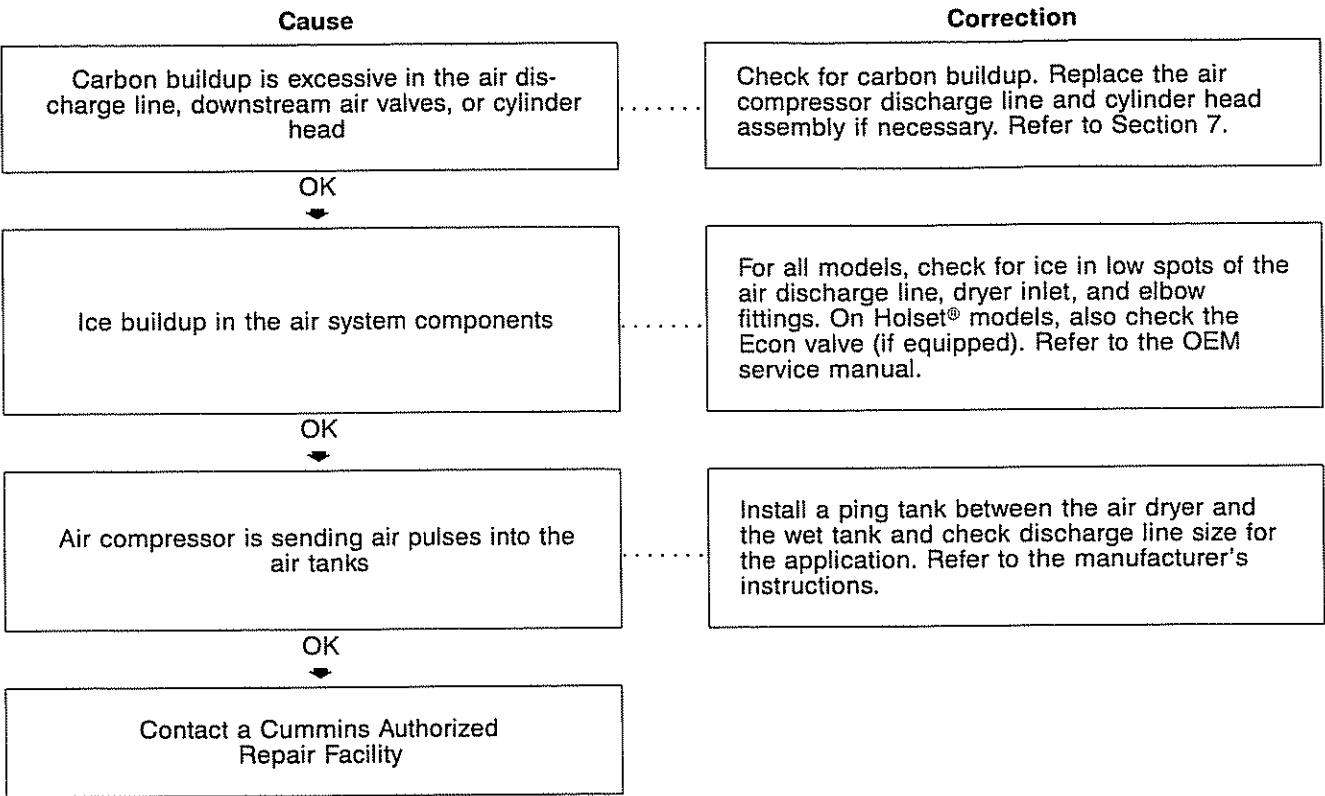 Cause
Correction
Carbon buildup is excessive in the air dis-
charge line, downstream air valves, or cylinder
head
Check for carbon buildup. Replace the air
compressor discharge line and cylinder head
assembly if necessary. Refer to Section 7.
OK
Ice buildup in the air system components
For all models, check for ice in low spots of the
air discharge line, dryer inlet, and elbow
fittings. On Holset® models, also check the
Econ valve (if equipped). Refer to the OEM
service manual.
OK
Air compressor is sending air pulses into the
air tanks
Install a ping tank between the air dryer and
the wet tank and check discharge line size for
the application. Refer to the manufacturer's
instructions.
OK
Contact a Cummins Authorized
Repair Facility